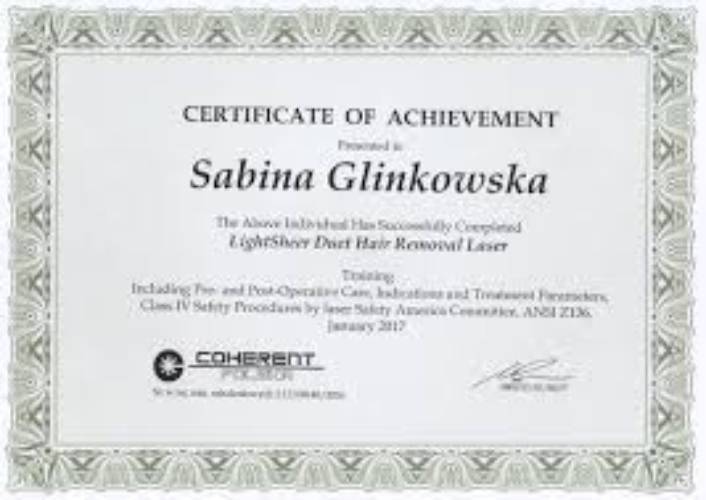 CERTIFICATE OF ACHIEVEMENT
Presented to
Sabina Glinkowska
The Above Individual Has Successfully Completed
LightSheer Duet Hair Removal Laser
Training
Including Pre- and Post-Operative Care, Indications and Treatment Parameters,
Class IV Safety Procedures by laser Safety America Committee, ANSI Z136.
January 2017
COHERENT
POLSKA